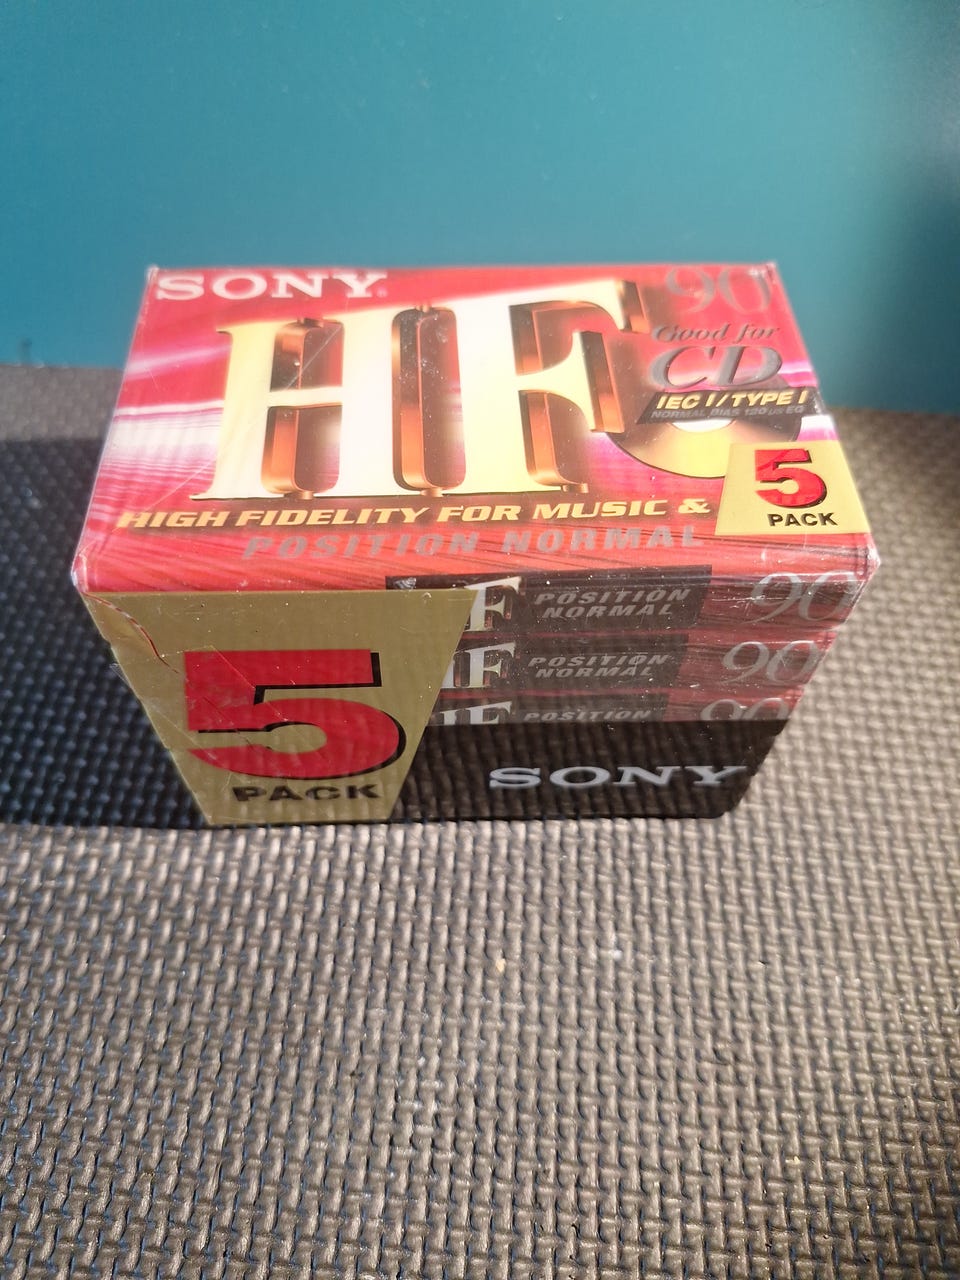 SONY
HF
90
Good for
CD
IEC I / TYPE I
NORMAL BIAS 120 µs EQ
5
PACK
HIGH FIDELITY FOR MUSIC &
POSITION NORMAL
HF POSITION
NORMAL 90
HF POSITION
NORMAL 90
HF POSITION
90
5
PACK
SONY